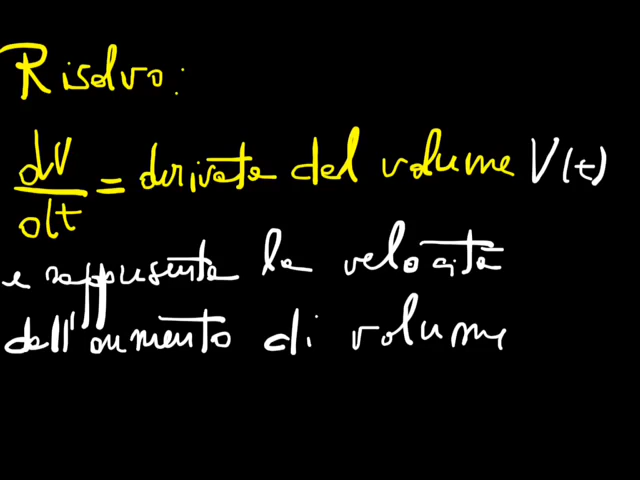 Risolvo:
dV/dt = derivata del volume V(t)
e rappresenta la velocità
dell'aumento di volume